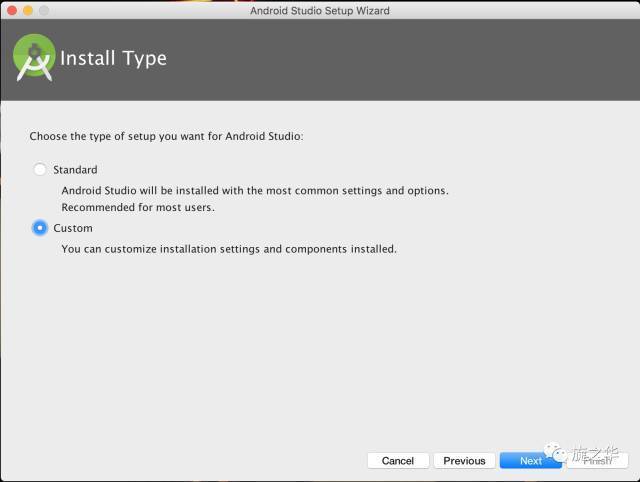 Android Studio Setup Wizard
Install Type
Choose the type of setup you want for Android Studio:
Standard
Android Studio will be installed with the most common settings and options.
Recommended for most users.
Custom
You can customize installation settings and components installed.
Cancel Previous Next Finish
旋之华